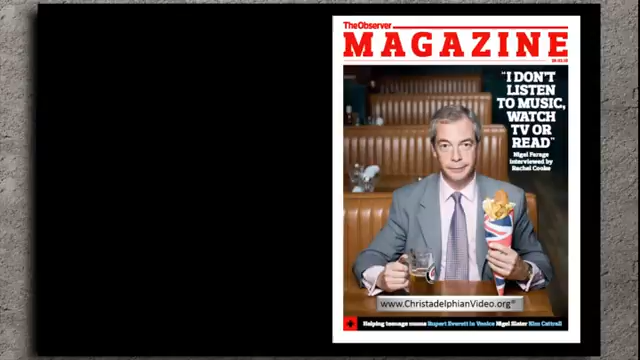 The Observer
MAGAZINE
"I DON'T
LISTEN
TO MUSIC,
WATCH
TV OR
READ"
Nigel Farage
interviewed by
Rachel Cooke
www.ChristadelphianVideo.org
Helping teenage mums Rupert Everett in Venice Nigel Slater Kim Cattrall